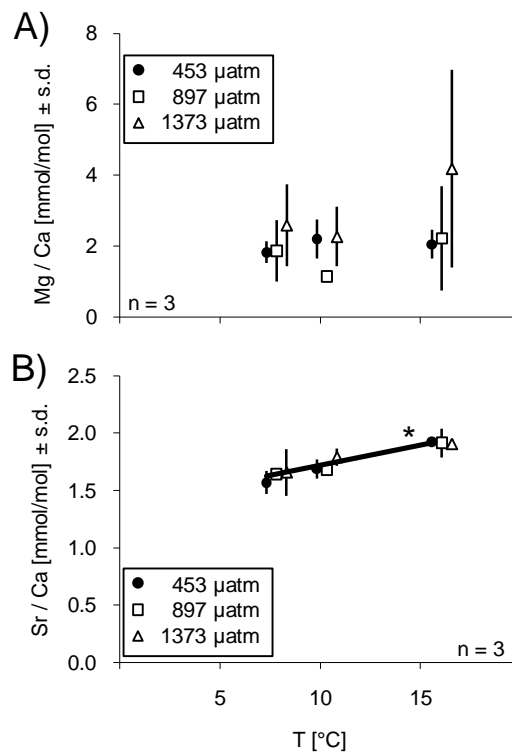 A)
Mg / Ca [mmol/mol] ± s.d.
8
6
4
2
0
453 µatm
897 µatm
1373 µatm
n = 3
B)
Sr / Ca [mmol/mol] ± s.d.
2.5
2.0
1.5
1.0
0.5
0.0
*
453 µatm
897 µatm
1373 µatm
n = 3
5 10 15
T [°C]